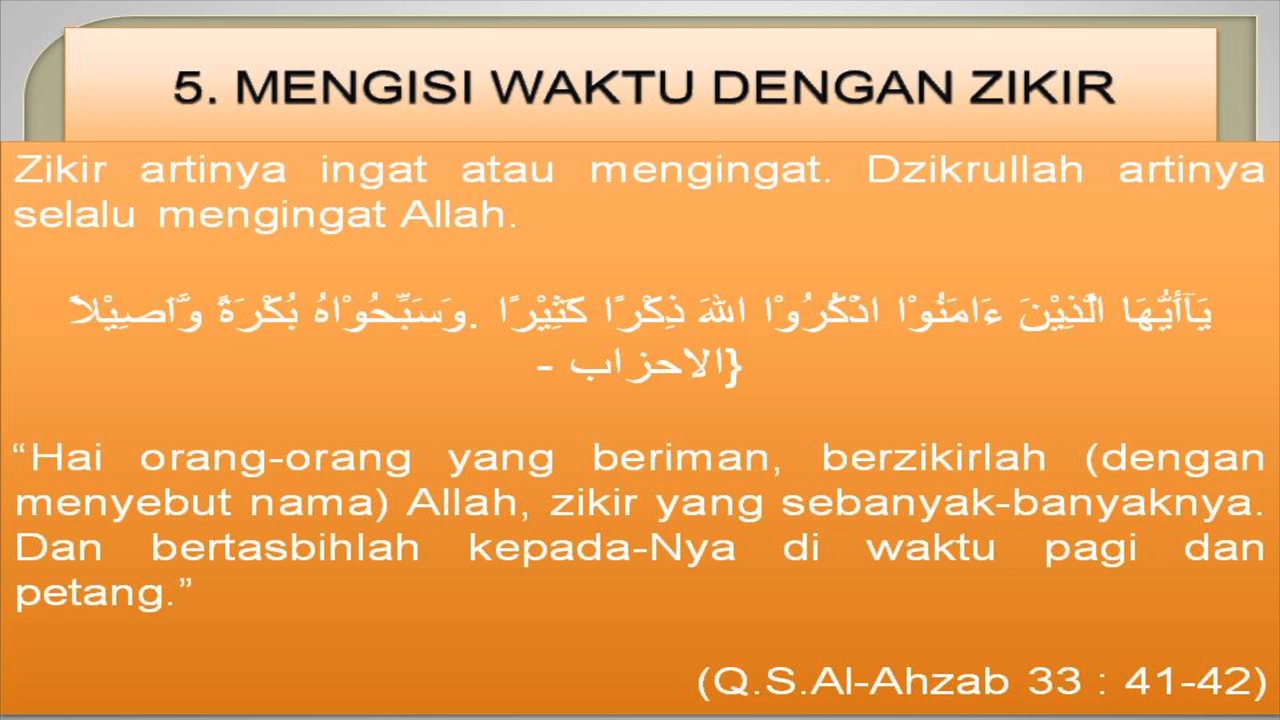 5. MENGISI WAKTU DENGAN ZIKIR
Zikir artinya ingat atau mengingat. Dzikrullah artinya
selalu mengingat Allah.
يَآأَيُّهَا الَّذِيْنَ ءَامَنُوْا اذْكُرُوْا اللهَ ذِكْرًا كَثِيْرًا .وَسَبِّحُوْاهُ بُكْرَةً وَّاَصِيْلاً
{الاحزاب -
“Hai orang-orang yang beriman, berzikirlah (dengan
menyebut nama) Allah, zikir yang sebanyak-banyaknya.
Dan bertasbihlah kepada-Nya di waktu pagi dan
petang.”
(Q.S.Al-Ahzab 33 : 41-42)